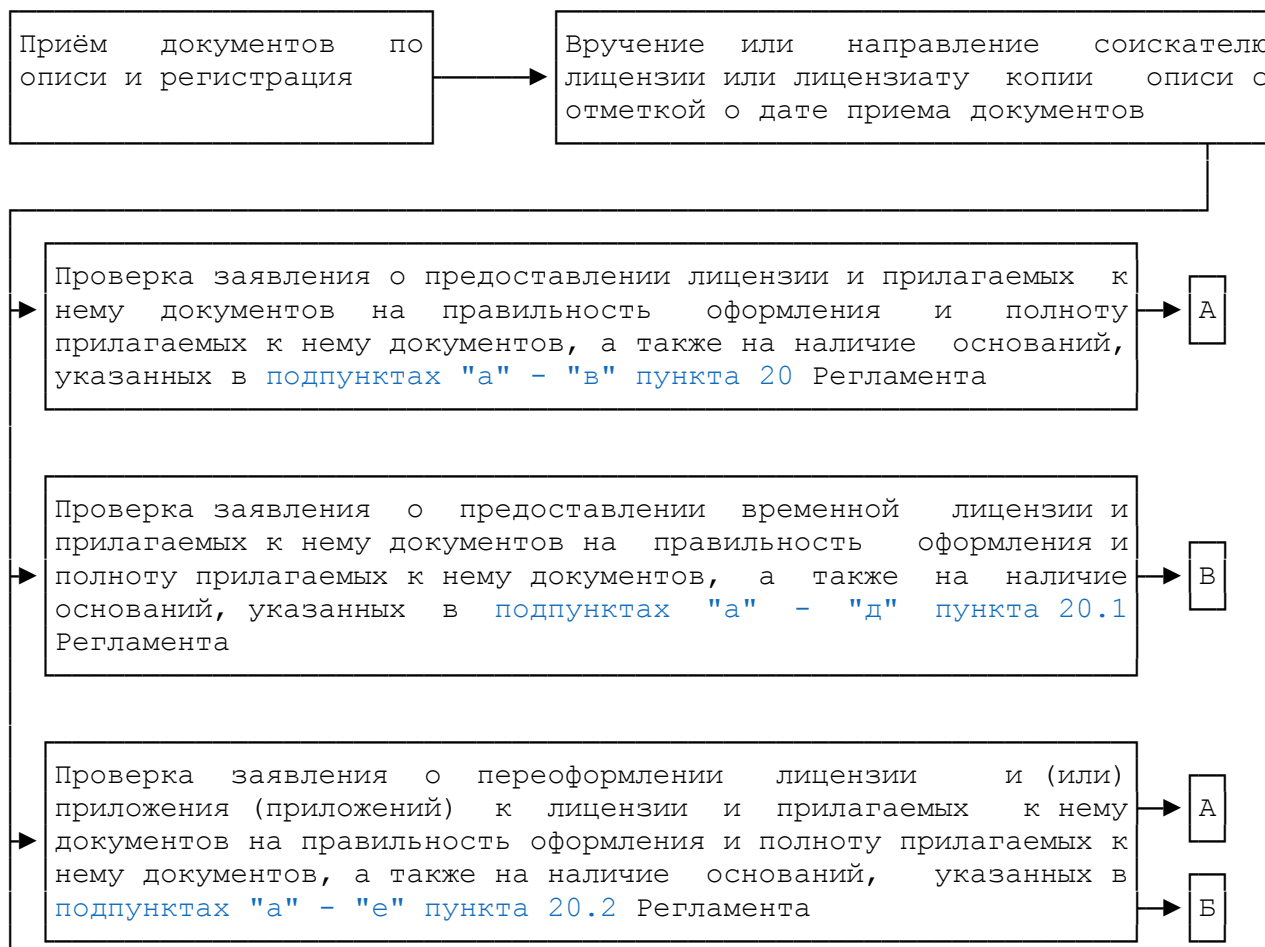 Приём документов по
описи и регистрация
Вручение или направление соискателю
лицензии или лицензиату копии описи с
отметкой о дате приема документов
Проверка заявления о предоставлении лицензии и прилагаемых к
нему документов на правильность оформления и полноту
прилагаемых к нему документов, а также на наличие оснований,
указанных в подпунктах "а" - "в" пункта 20 Регламента
А
Проверка заявления о предоставлении временной лицензии и
прилагаемых к нему документов на правильность оформления и
полноту прилагаемых к нему документов, а также на наличие
оснований, указанных в подпунктах "а" - "д" пункта 20.1
Регламента
В
Проверка заявления о переоформлении лицензии и (или)
приложения (приложений) к лицензии и прилагаемых к нему
документов на правильность оформления и полноту прилагаемых к
нему документов, а также на наличие оснований, указанных в
подпунктах "а" - "е" пункта 20.2 Регламента
А
Б